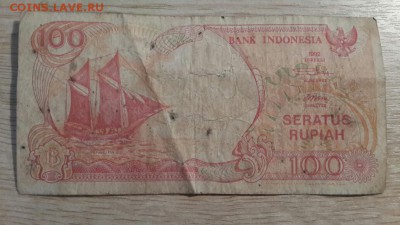 COINS.LAVE.RU
100
BANK INDONESIA
SERATUS
RUPIAH
100